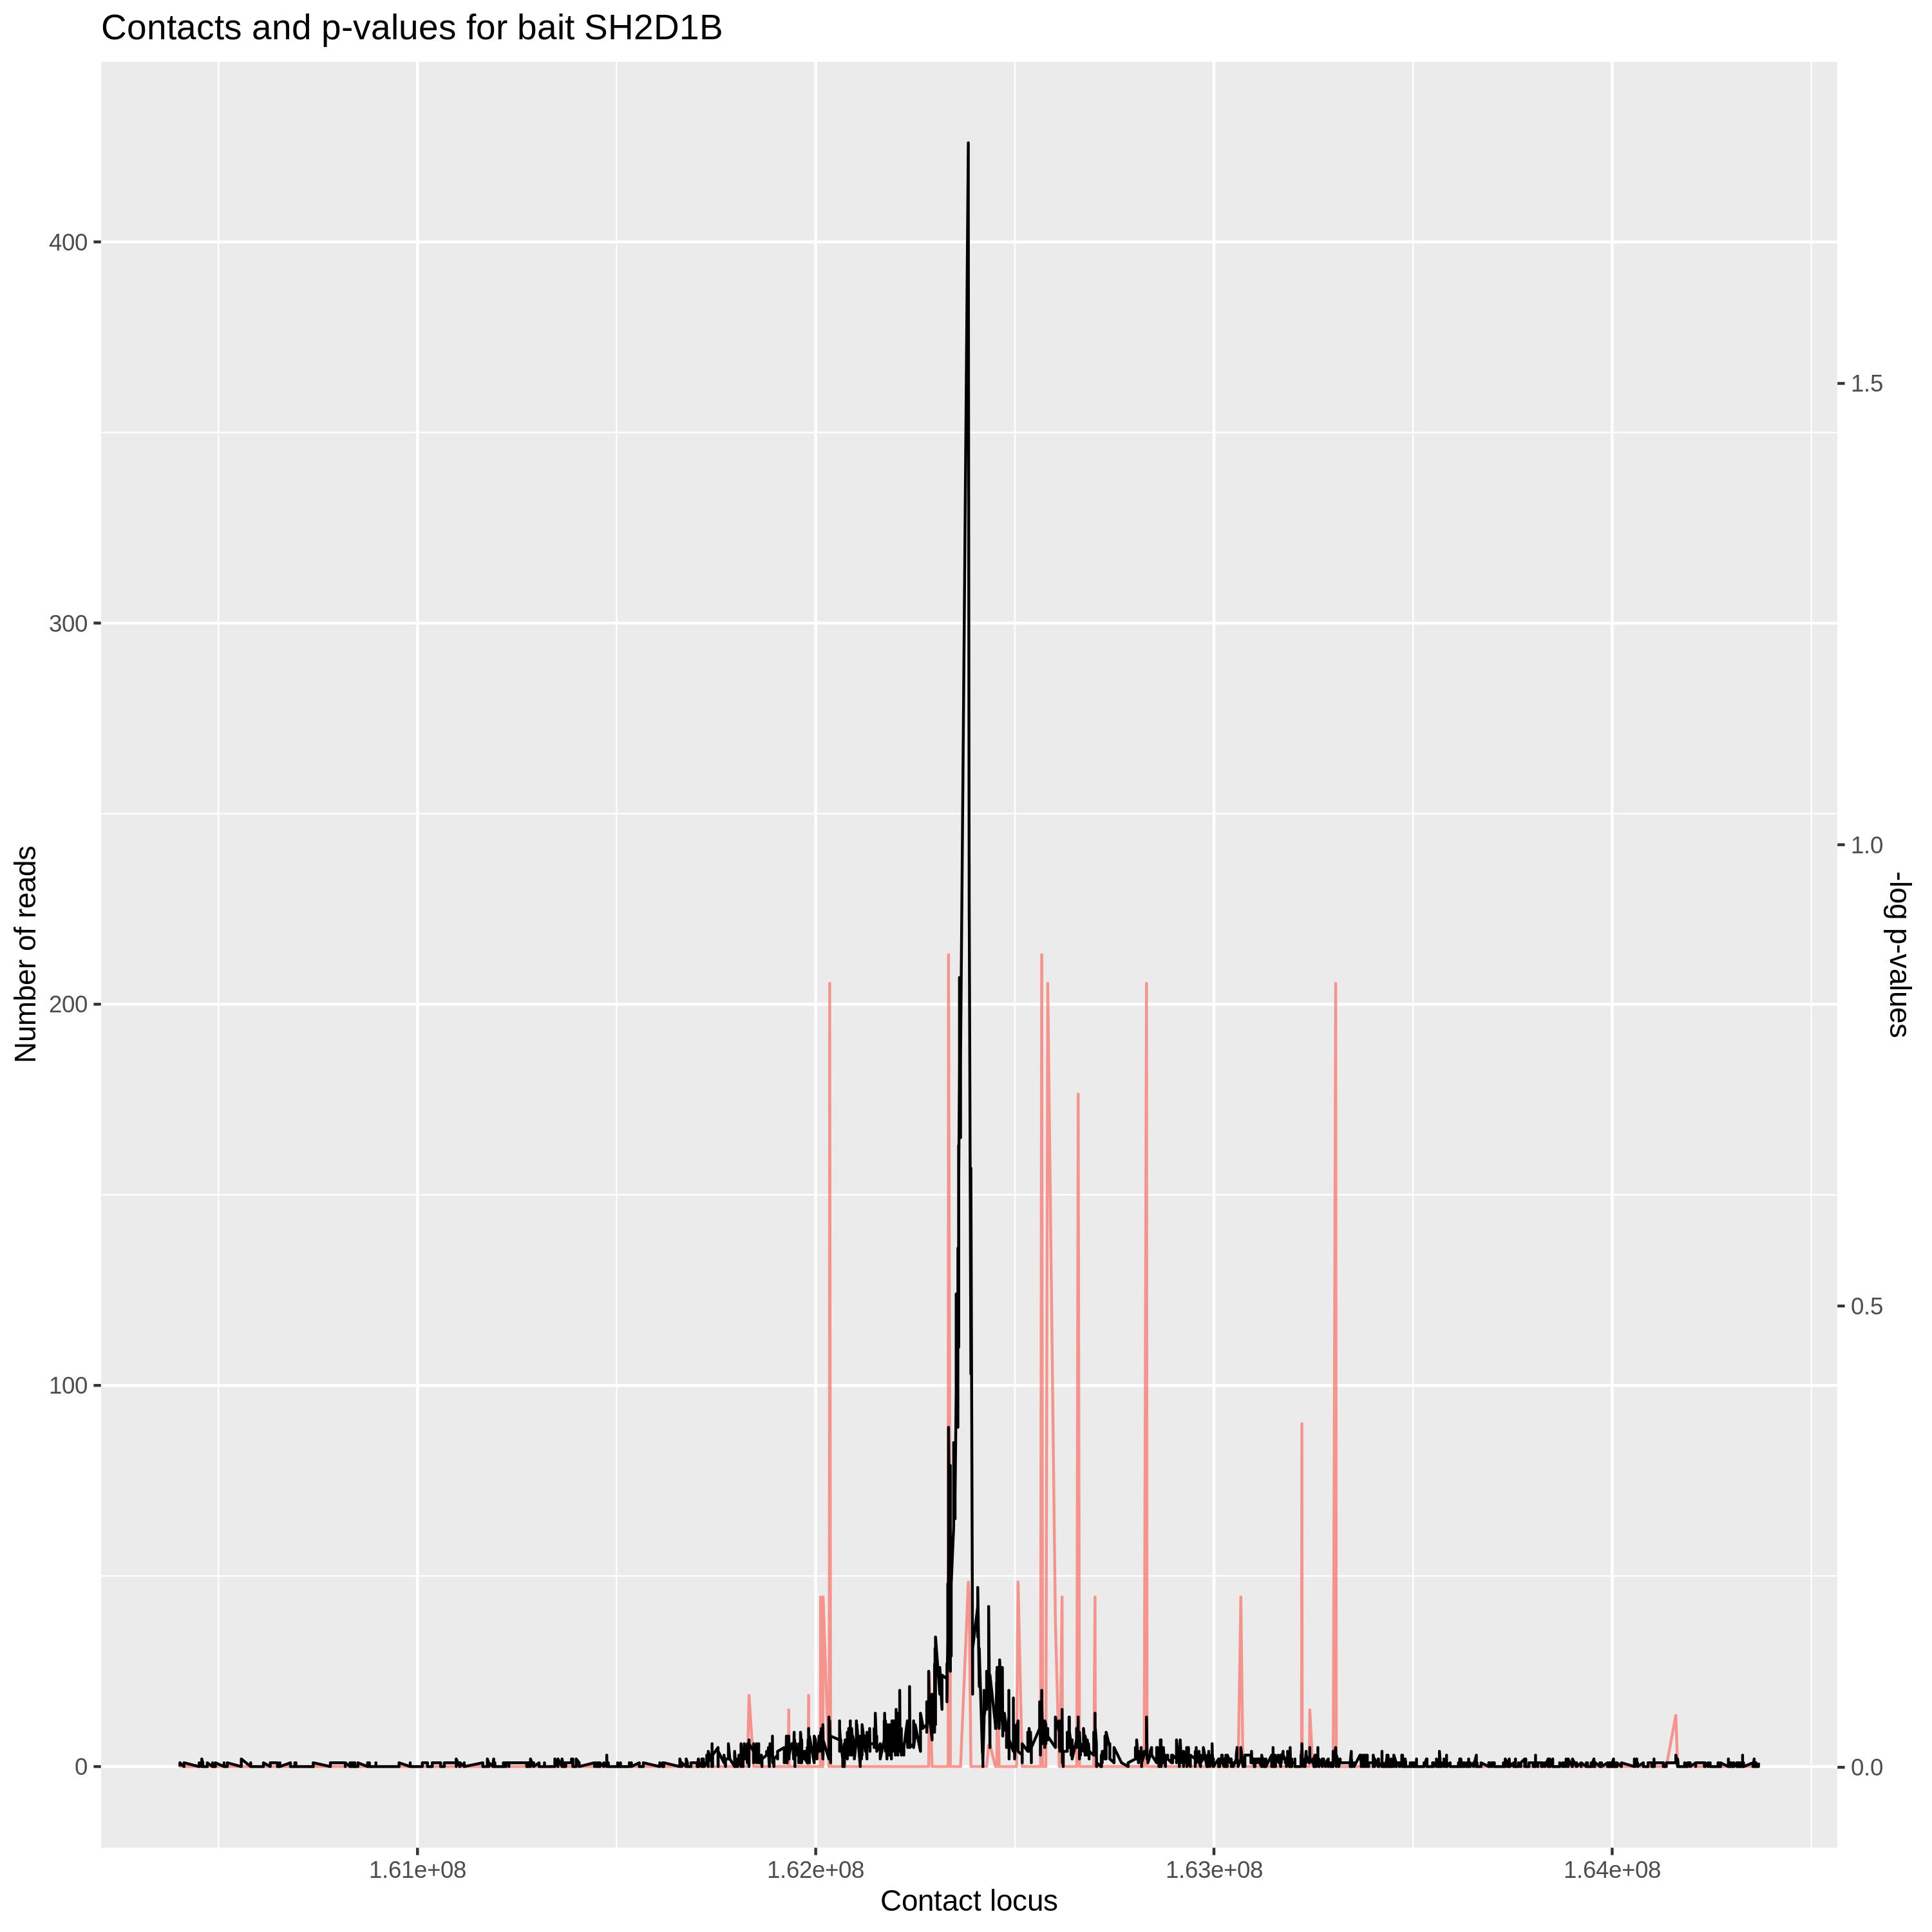 Contacts and p-values for bait SH2D1B
400
300
200
100
0
Number of reads
1.5
1.0
0.5
0.0
-log p-values
1.61e+08
1.62e+08
1.63e+08
1.64e+08
Contact locus